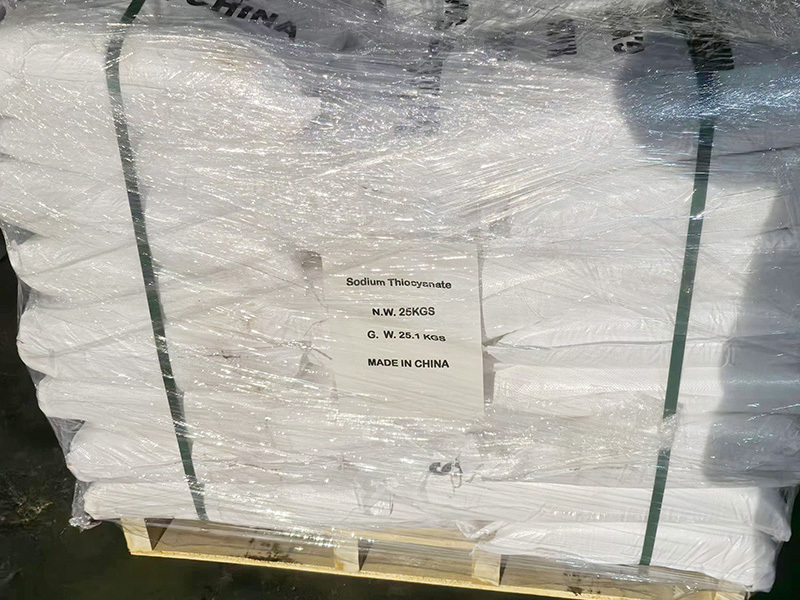 CHINA
Sodium Thiocyanate
N.W. 25KGS
G. W. 25.1 KGS
MADE IN CHINA